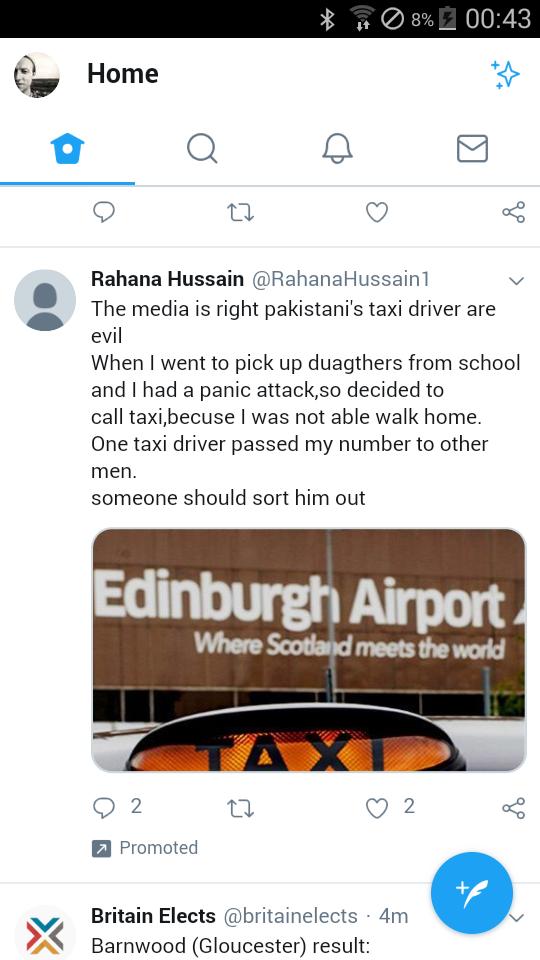 8% 00:43
Home
Rahana Hussain @RahanaHussain1
The media is right pakistani's taxi driver are
evil
When I went to pick up duagthers from school
and I had a panic attack,so decided to
call taxi,becuse I was not able walk home.
One taxi driver passed my number to other
men.
someone should sort him out
Edinburgh Airport
Where Scotland meets the world
TAXI
2 2
Promoted
Britain Elects @britainelects · 4m
Barnwood (Gloucester) result: